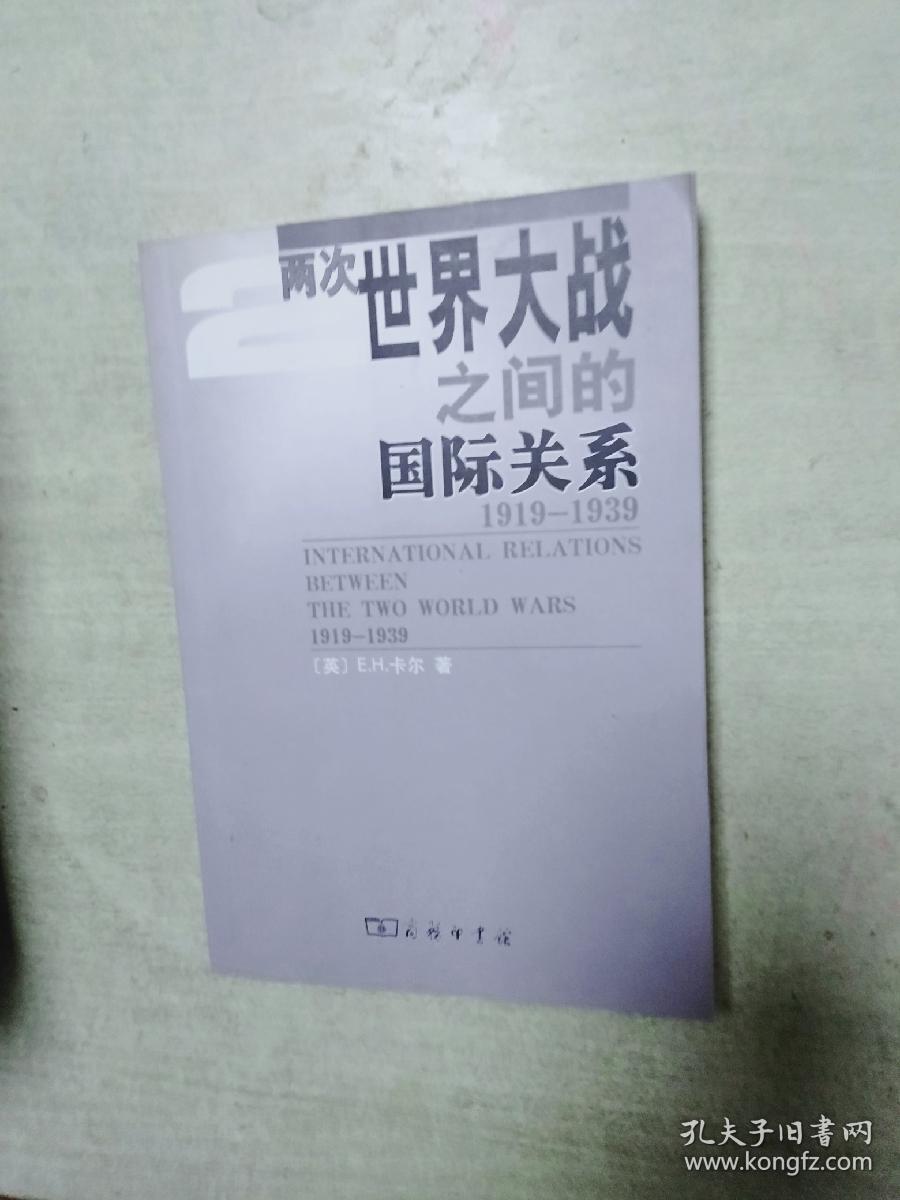 2
两次世界大战
之间的
国际关系
1919－1939
INTERNATIONAL RELATIONS
BETWEEN
THE TWO WORLD WARS
1919－1939
〔英〕E.H.卡尔 著
商务印书馆
孔夫子旧书网
www.kongfz.com